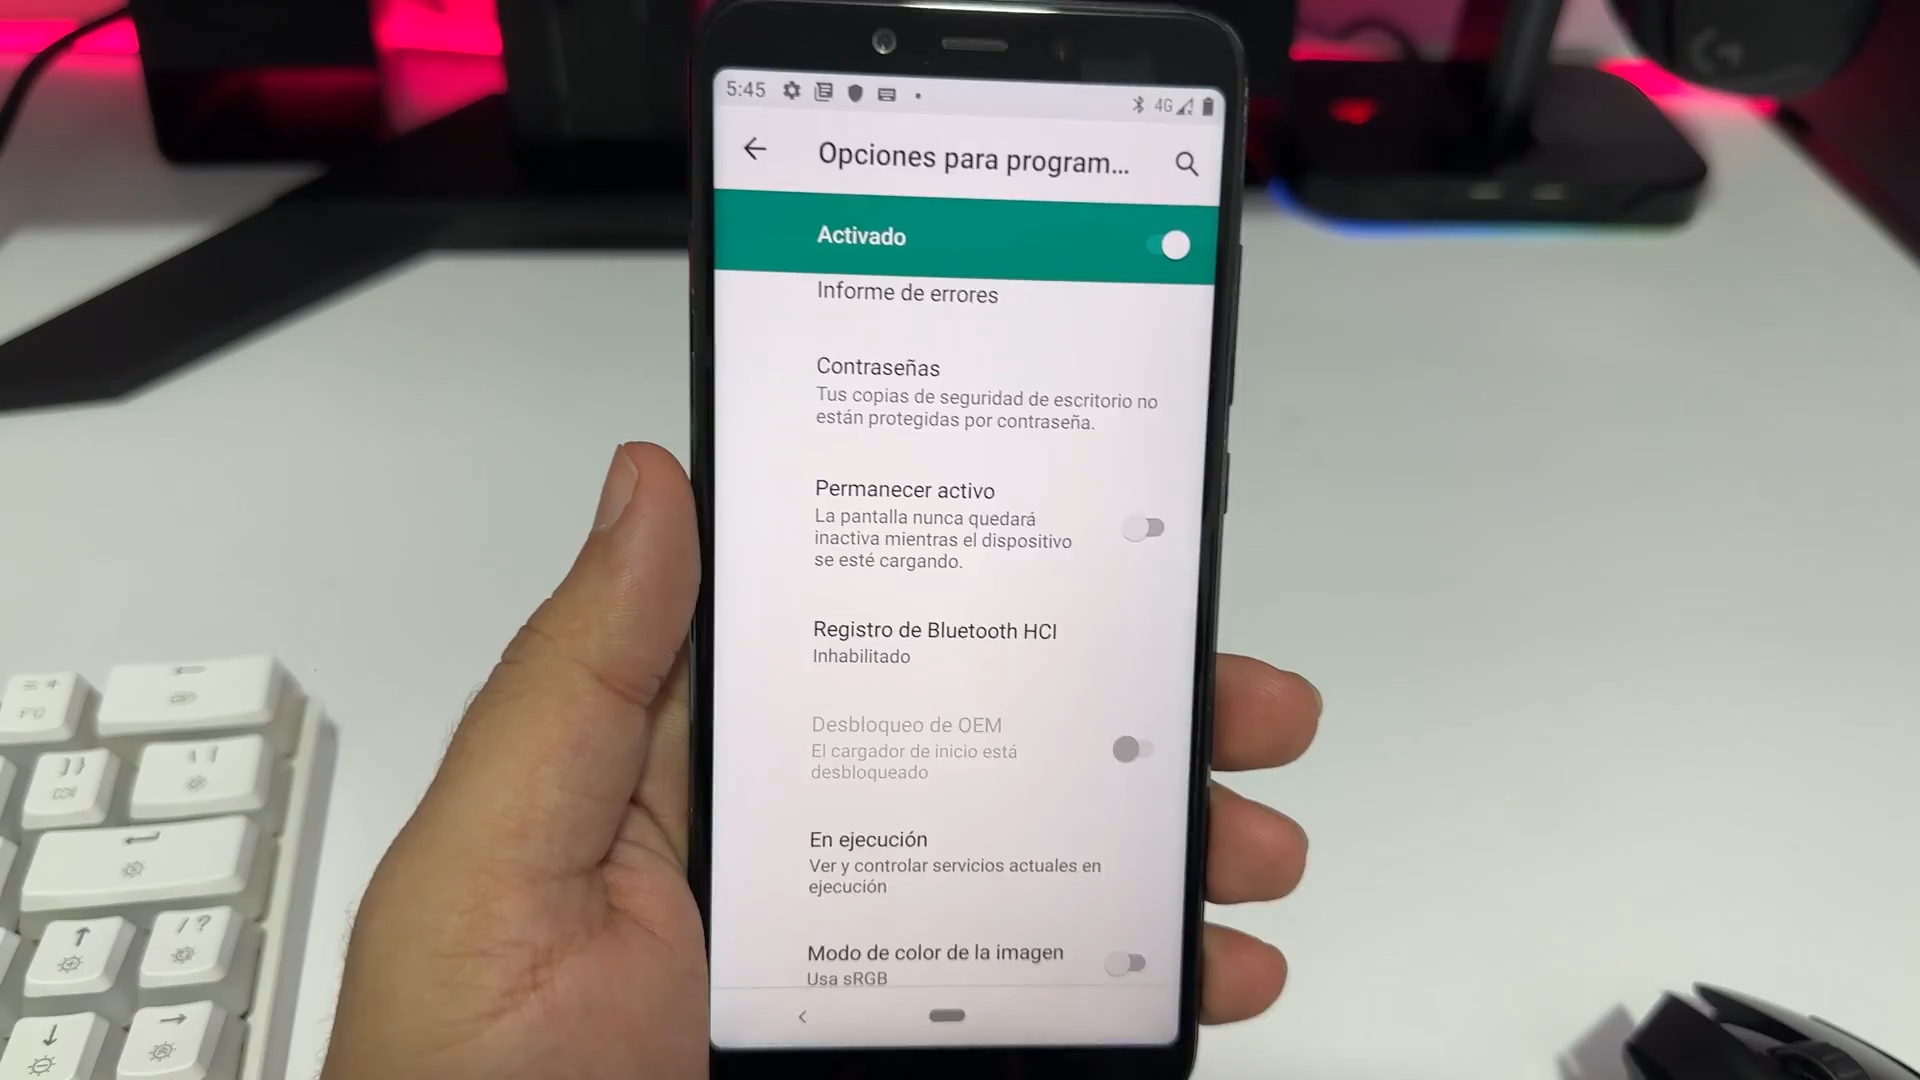 5:45
4G
Opciones para program...
Activado
Informe de errores
Contraseñas
Tus copias de seguridad de escritorio no
están protegidas por contraseña.
Permanecer activo
La pantalla nunca quedará
inactiva mientras el dispositivo
se esté cargando.
Registro de Bluetooth HCI
Inhabilitado
Desbloqueo de OEM
El cargador de inicio está
desbloqueado
En ejecución
Ver y controlar servicios actuales en
ejecución
Modo de color de la imagen
Usa sRGB
/ ?